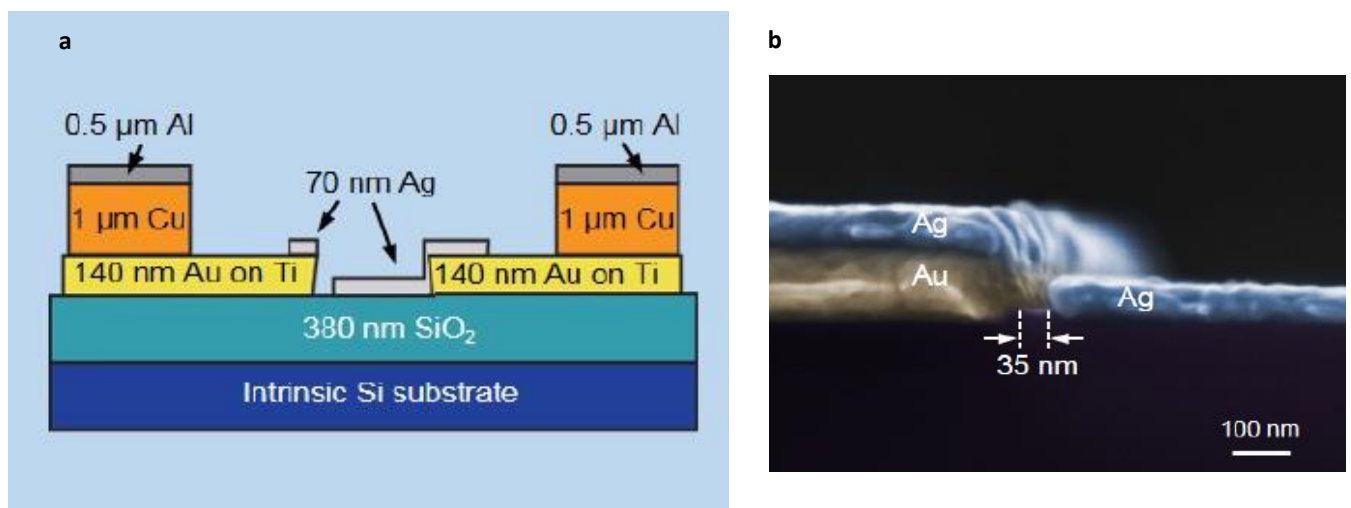 a
0.5 µm Al
0.5 µm Al
70 nm Ag
1 µm Cu
1 µm Cu
140 nm Au on Ti
140 nm Au on Ti
380 nm SiO₂
Intrinsic Si substrate
b
Ag
Au
Ag
35 nm
100 nm